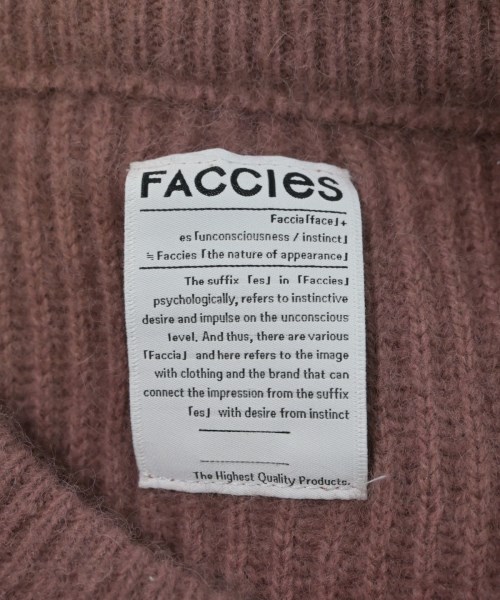 FACCIes
Faccia「face」+
es「unconsciousness / instinct」
≒ Faccies「the nature of appearance」
The suffix「es」in「Faccies」
psychologically, refers to instinctive
desire and impulse on the unconscious
level. And thus, there are various
「Faccia」and here refers to the image
with clothing and the brand that can
connect the impression from the suffix
「es」with desire from instinct
The Highest Quality Products.